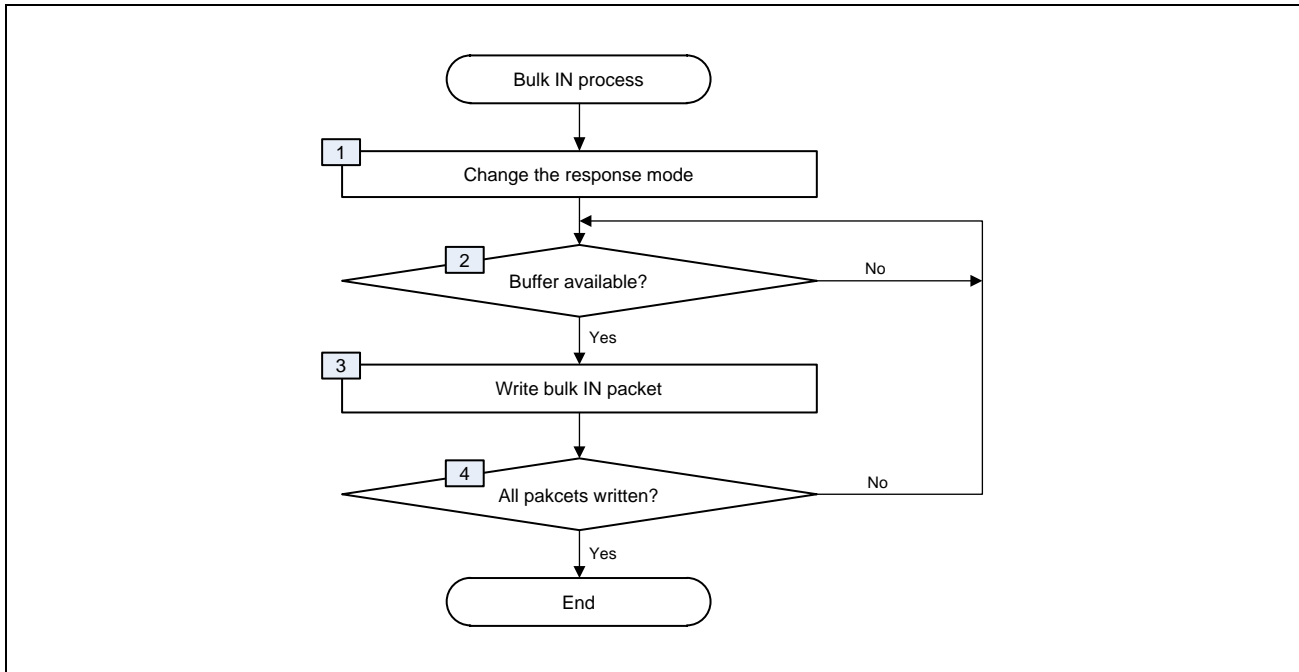 Bulk IN process
1
Change the response mode
2
Buffer available?
No
Yes
3
Write bulk IN packet
4
All pakcets written?
No
Yes
End